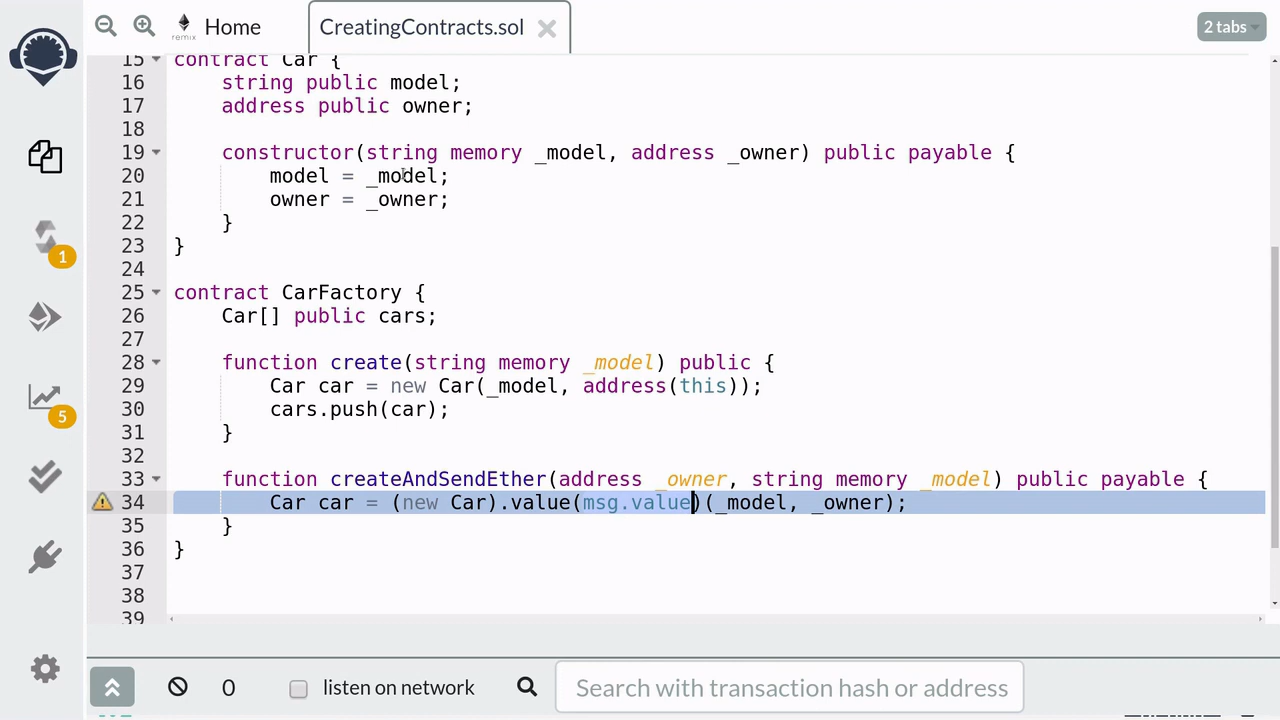 Home
CreatingContracts.sol
2 tabs
remix
15 contract Car {
16 string public model;
17 address public owner;
18
19 constructor(string memory _model, address _owner) public payable {
20 model = _model;
21 owner = _owner;
22 }
23 }
24
25 contract CarFactory {
26 Car[] public cars;
27
28 function create(string memory _model) public {
29 Car car = new Car(_model, address(this));
30 cars.push(car);
31 }
32
33 function createAndSendEther(address _owner, string memory _model) public payable {
34 Car car = (new Car).value(msg.value)(_model, _owner);
35 }
36 }
37
38
39
1
5
0
listen on network
Search with transaction hash or address